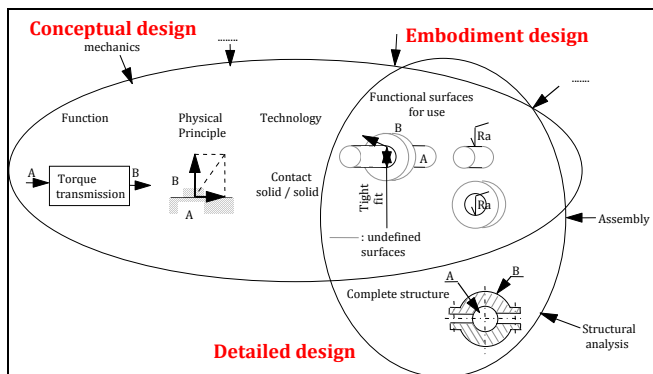 Conceptual design
mechanics
........
Embodiment design
.......
Function
Physical
Principle
Technology
Functional surfaces
for use
A
Torque
transmission
B
B
A
Contact
solid / solid
B
A
Tight
fit
Ra
Ra
: undefined
surfaces
Assembly
Complete structure
A
B
Structural
analysis
Detailed design